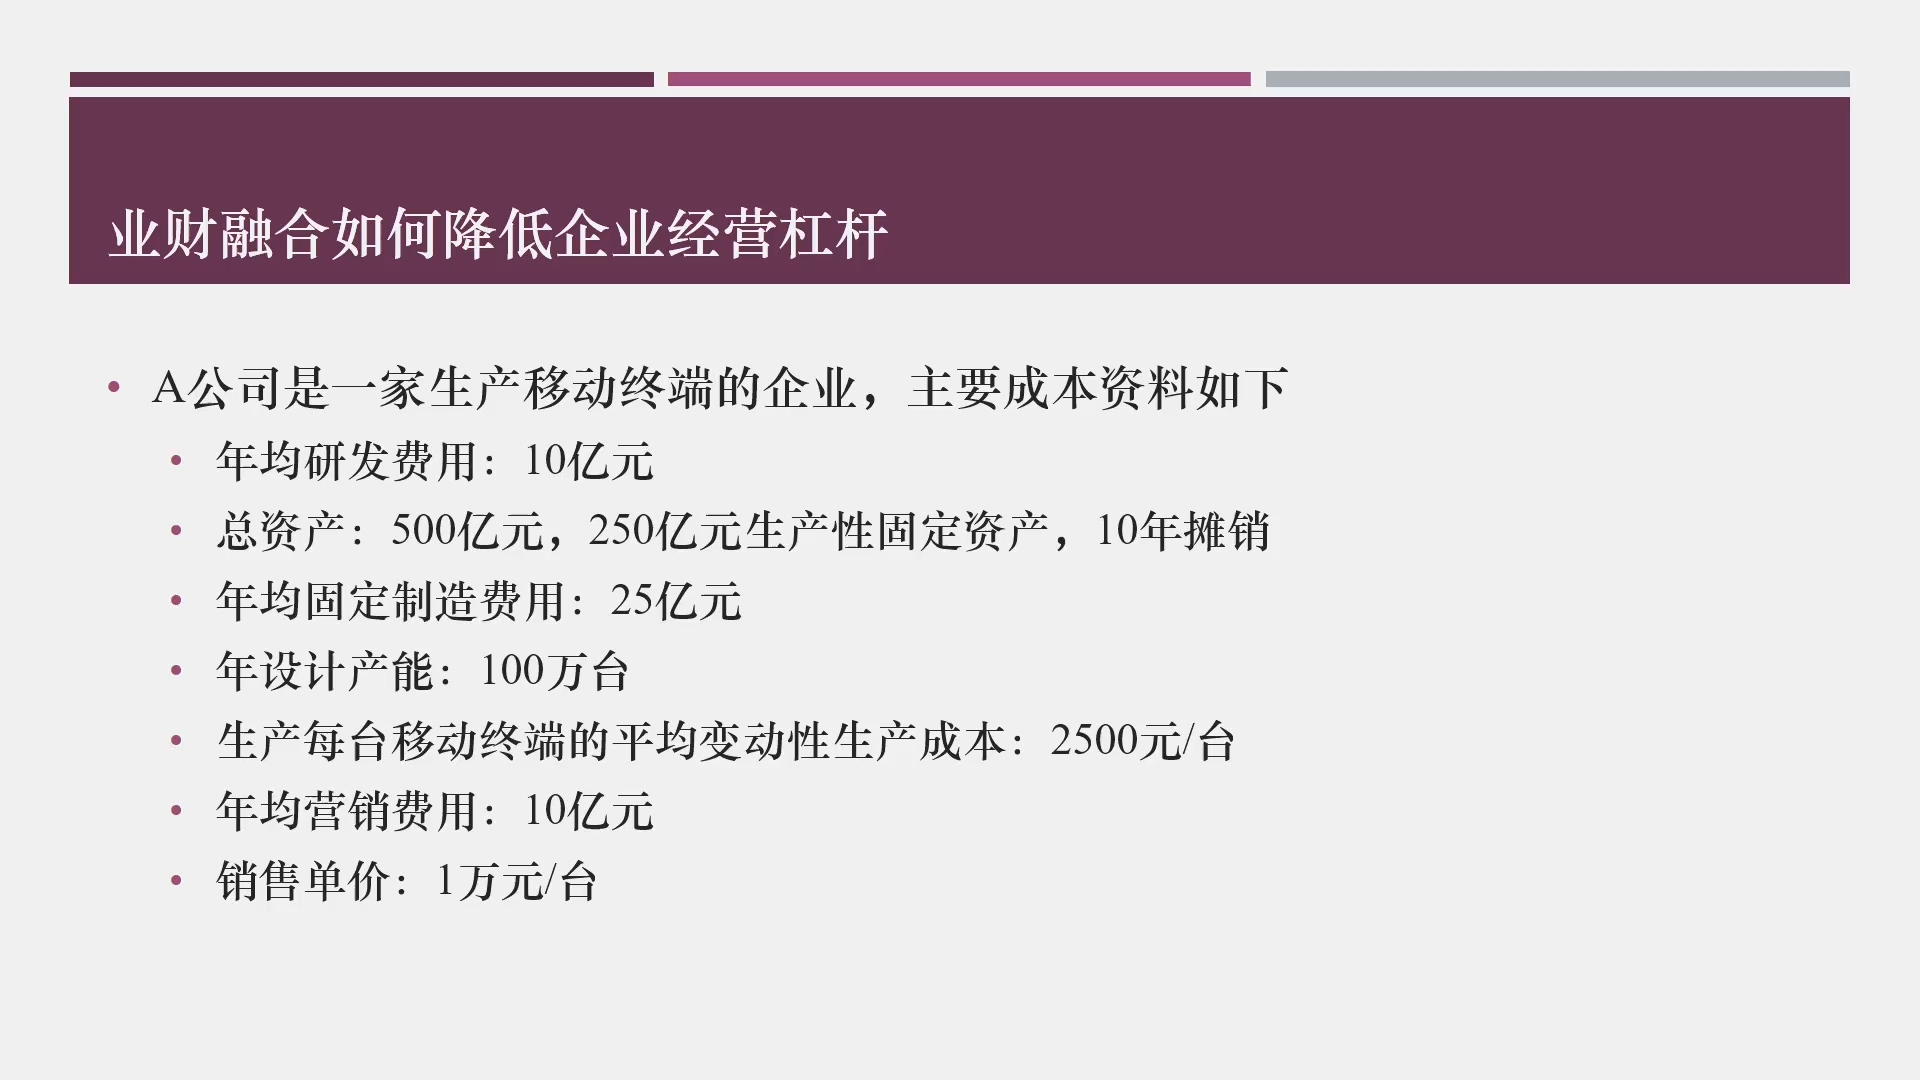 业财融合如何降低企业经营杠杆
• A公司是一家生产移动终端的企业，主要成本资料如下
• 年均研发费用：10亿元
• 总资产：500亿元，250亿元生产性固定资产，10年摊销
• 年均固定制造费用：25亿元
• 年设计产能：100万台
• 生产每台移动终端的平均变动性生产成本：2500元/台
• 年均营销费用：10亿元
• 销售单价：1万元/台